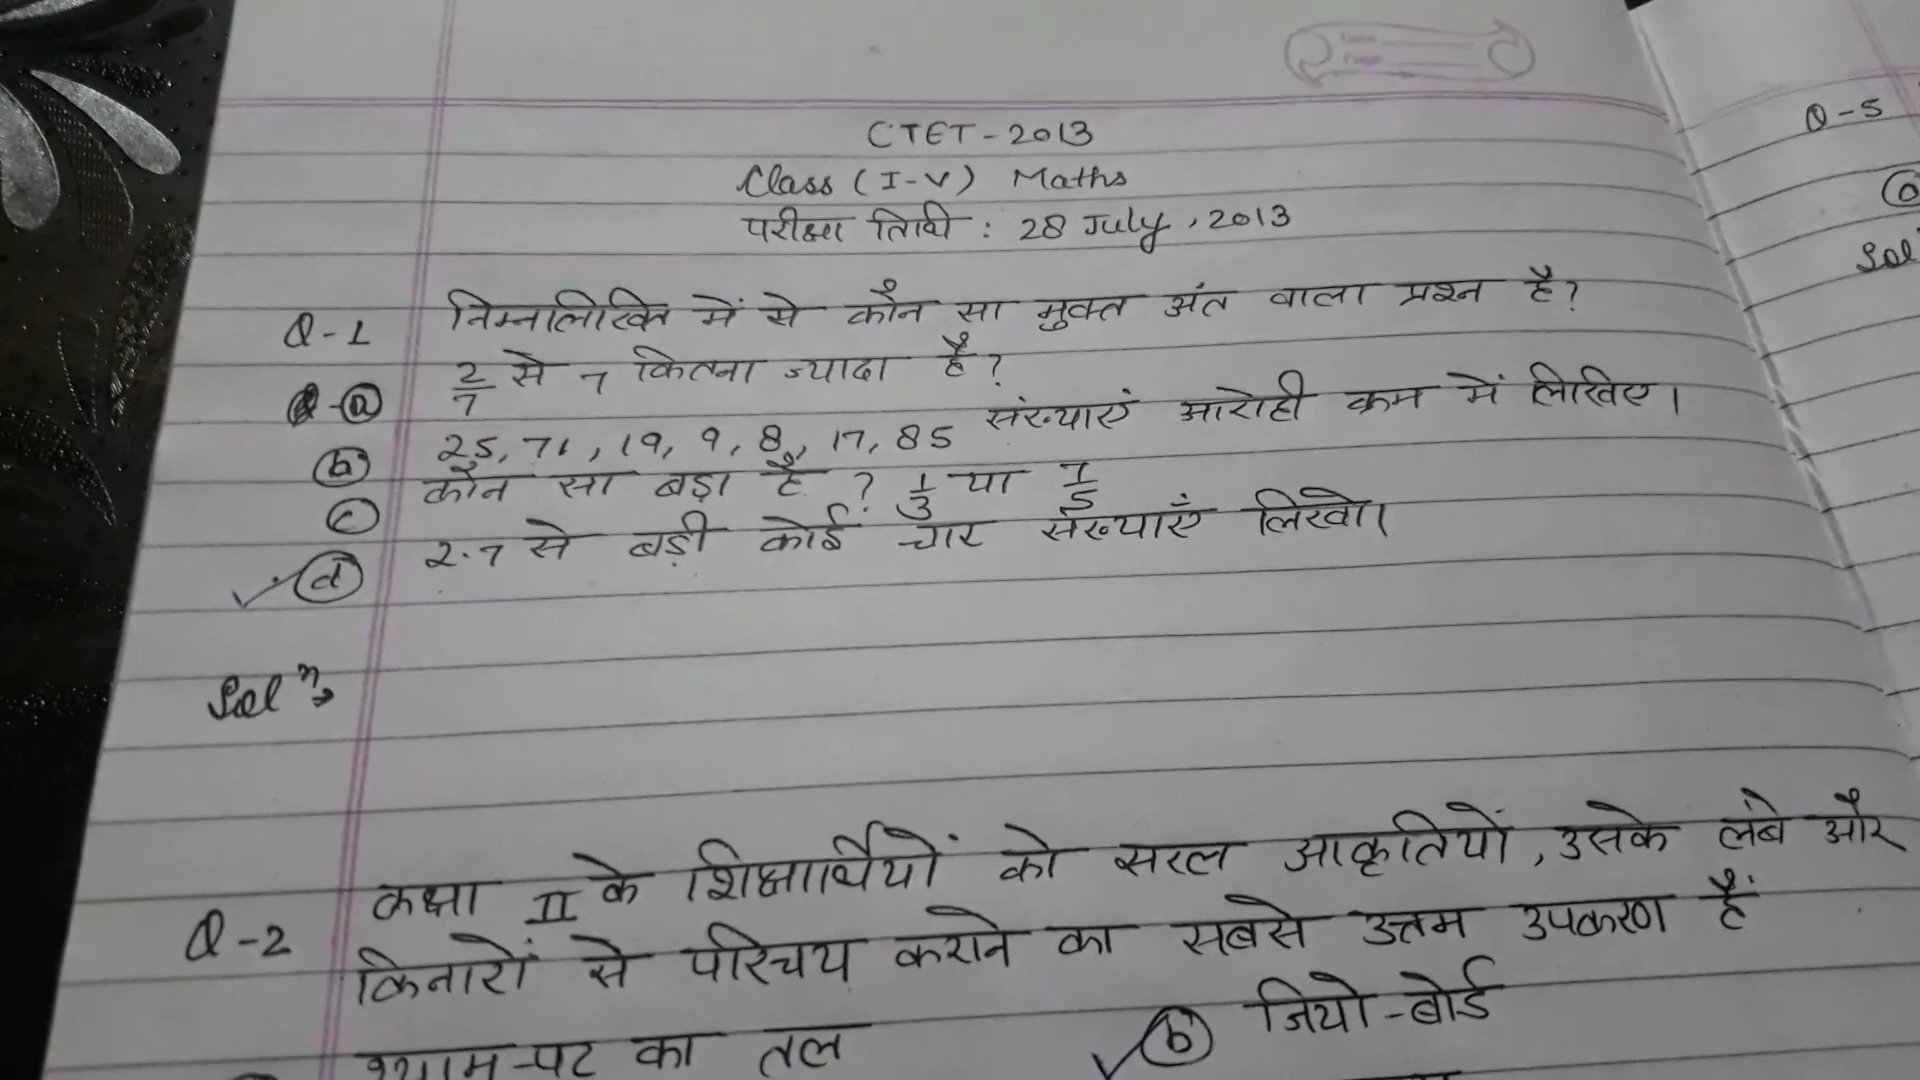 CTET - 2013
Class (I-V) Maths
परीक्षा तिथी : 28 July, 2013
Q-1 निम्नलिखित में से कौन सा मुक्त अंत वाला प्रश्न है?
(a) 2/7 से 7 कितना ज्यादा है?
(b) 25, 71, 19, 9, 8, 17, 85 संख्याएं आरोही क्रम में लिखिए।
(c) कौन सा बड़ा है? 1/3 या 7/5
✓ (d) 2.7 से बड़ी कोई चार संख्याएँ लिखो।
Solⁿ
Q-2 कक्षा II के शिक्षार्थियों को सरल आकृतियों, उसके लंबे और
किनारों से परिचय कराने का सबसे उत्तम उपकरण है
श्याम-पट का तल ✓ (b) जियो-बोर्ड
Q-5
(a)
Sol